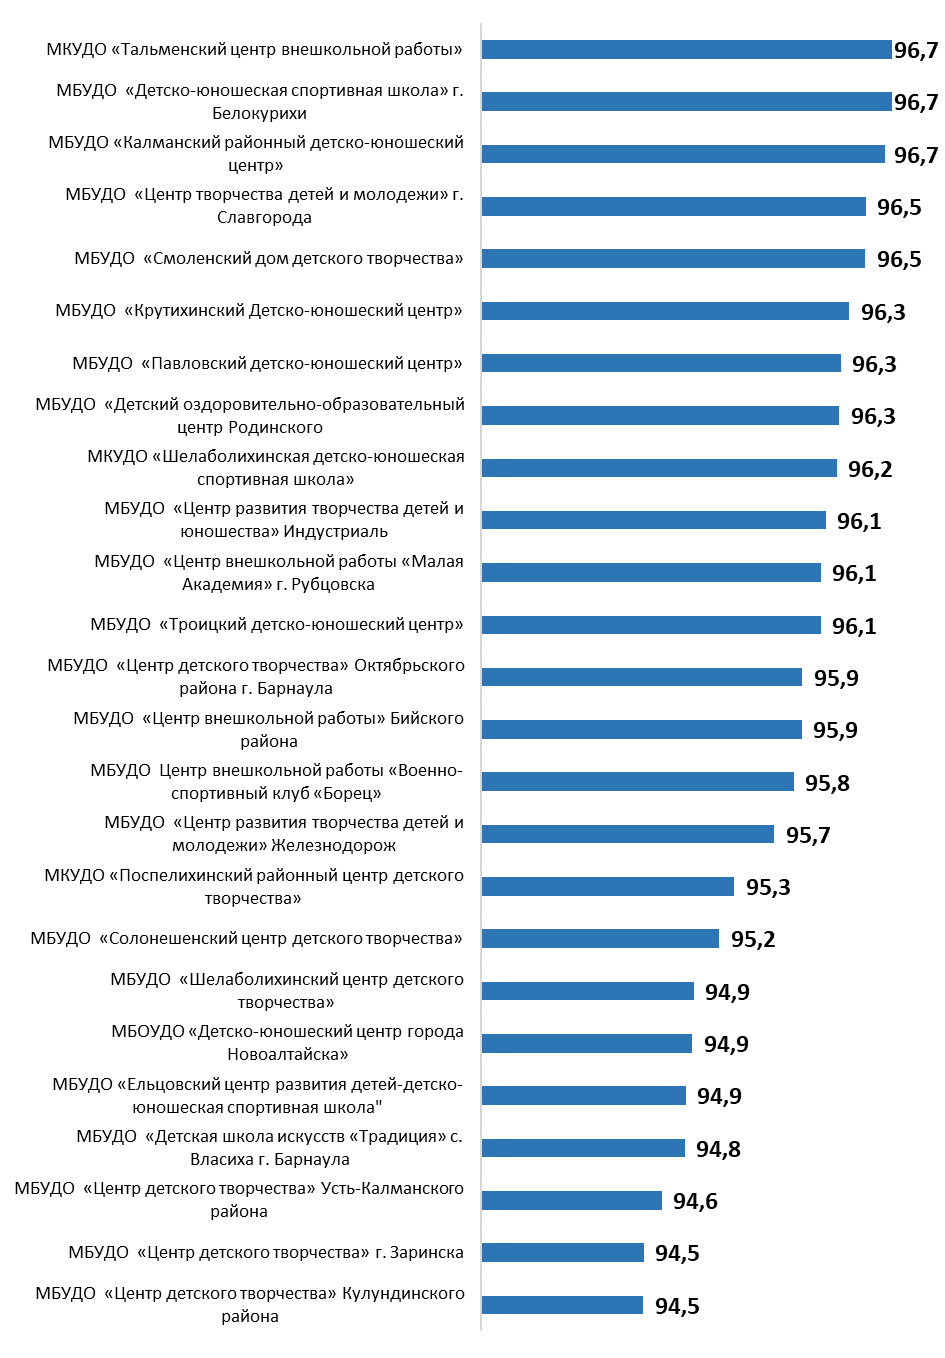 МКУДО «Тальменский центр внешкольной работы»
96,7
МБУДО «Детско-юношеская спортивная школа» г.
Белокурихи
96,7
МБУДО «Калманский районный детско-юношеский
центр»
96,7
МБУДО «Центр творчества детей и молодежи» г.
Славгорода
96,5
МБУДО «Смоленский дом детского творчества»
96,5
МБУДО «Крутихинский Детско-юношеский центр»
96,3
МБУДО «Павловский детско-юношеский центр»
96,3
МБУДО «Детский оздоровительно-образовательный
центр Родинского
96,3
МКУДО «Шелаболихинская детско-юношеская
спортивная школа»
96,2
МБУДО «Центр развития творчества детей и
юношества» Индустриаль
96,1
МБУДО «Центр внешкольной работы «Малая
Академия» г. Рубцовска
96,1
МБУДО «Троицкий детско-юношеский центр»
96,1
МБУДО «Центр детского творчества» Октябрьского
района г. Барнаула
95,9
МБУДО «Центр внешкольной работы» Бийского
района
95,9
МБУДО Центр внешкольной работы «Военно-
спортивный клуб «Борец»
95,8
МБУДО «Центр развития творчества детей и
молодежи» Железнодорож
95,7
МКУДО «Поспелихинский районный центр детского
творчества»
95,3
МБУДО «Солонешенский центр детского творчества»
95,2
МБУДО «Шелаболихинский центр детского
творчества»
94,9
МБОУДО «Детско-юношеский центр города
Новоалтайска»
94,9
МБУДО «Ельцовский центр развития детей-детско-
юношеская спортивная школа"
94,9
МБУДО «Детская школа искусств «Традиция» с.
Власиха г. Барнаула
94,8
МБУДО «Центр детского творчества» Усть-Калманского
района
94,6
МБУДО «Центр детского творчества» г. Заринска
94,5
МБУДО «Центр детского творчества» Кулундинского
района
94,5